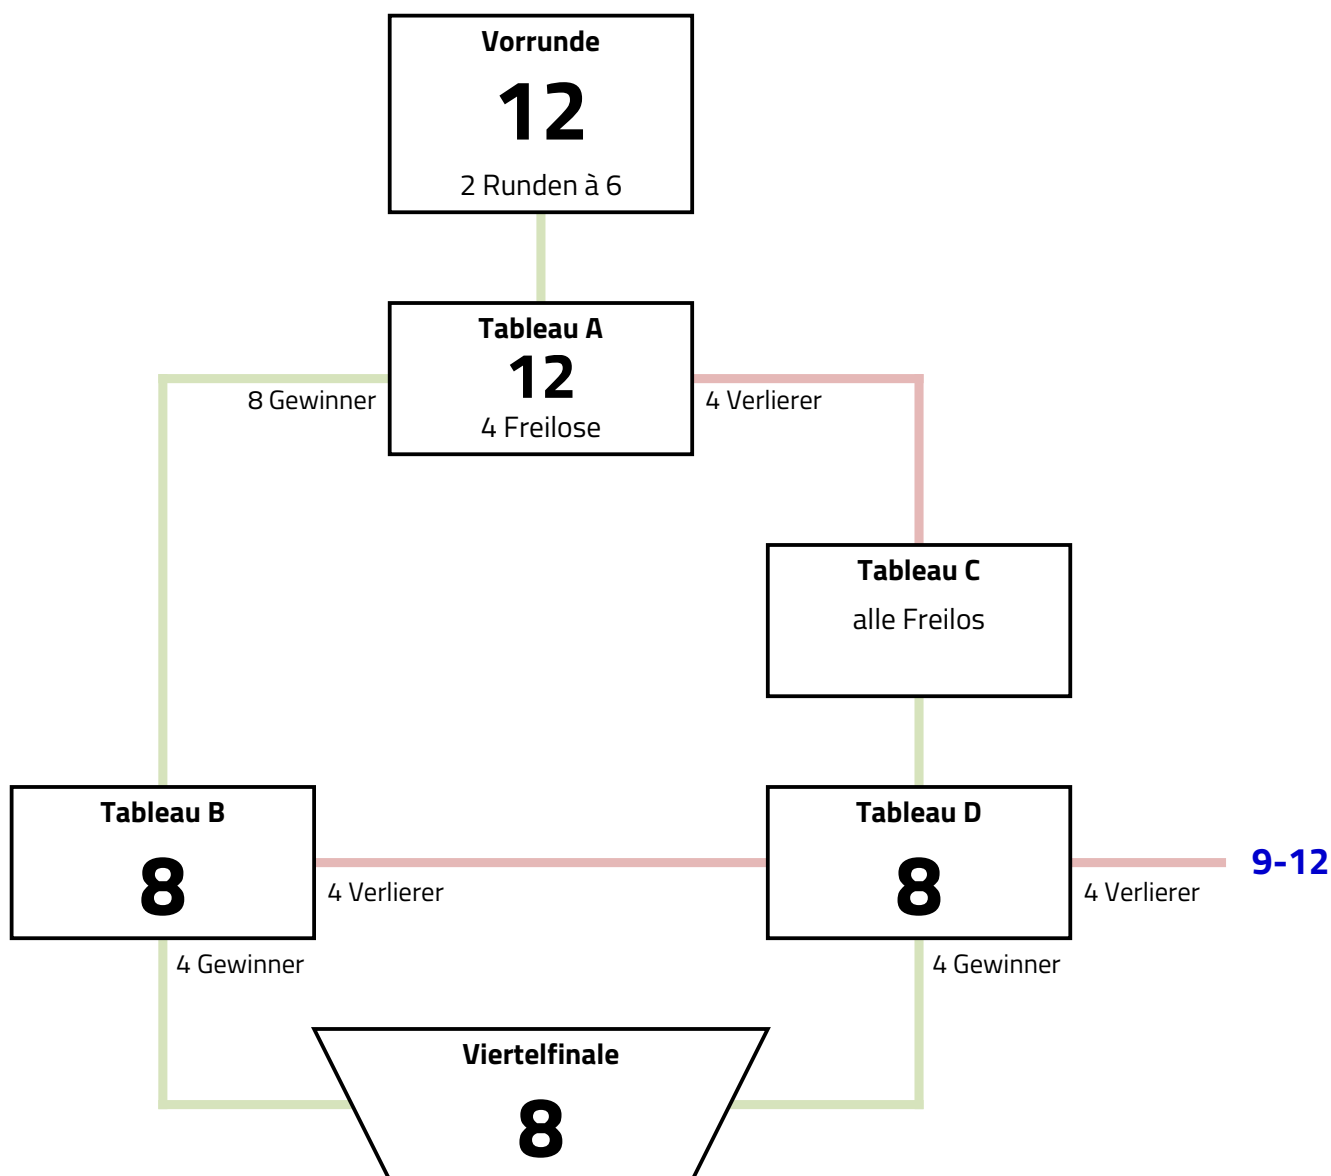 Vorrunde
12
2 Runden à 6
Tableau A
12
4 Freilose
8 Gewinner
4 Verlierer
Tableau C
alle Freilos
Tableau B
8
4 Verlierer
4 Gewinner
Tableau D
8
4 Verlierer
4 Gewinner
9-12
Viertelfinale
8